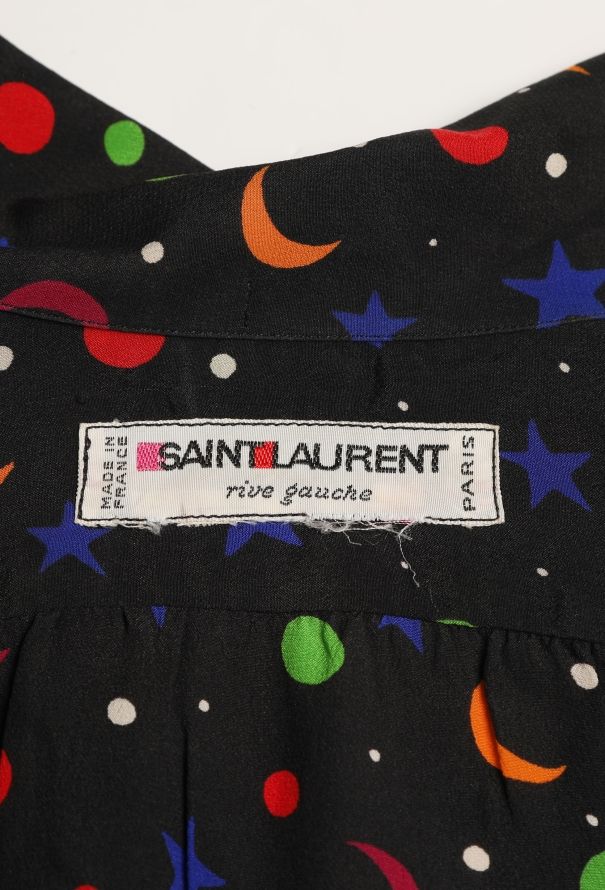 MADE IN
FRANCE
SAINT LAURENT
rive gauche
PARIS